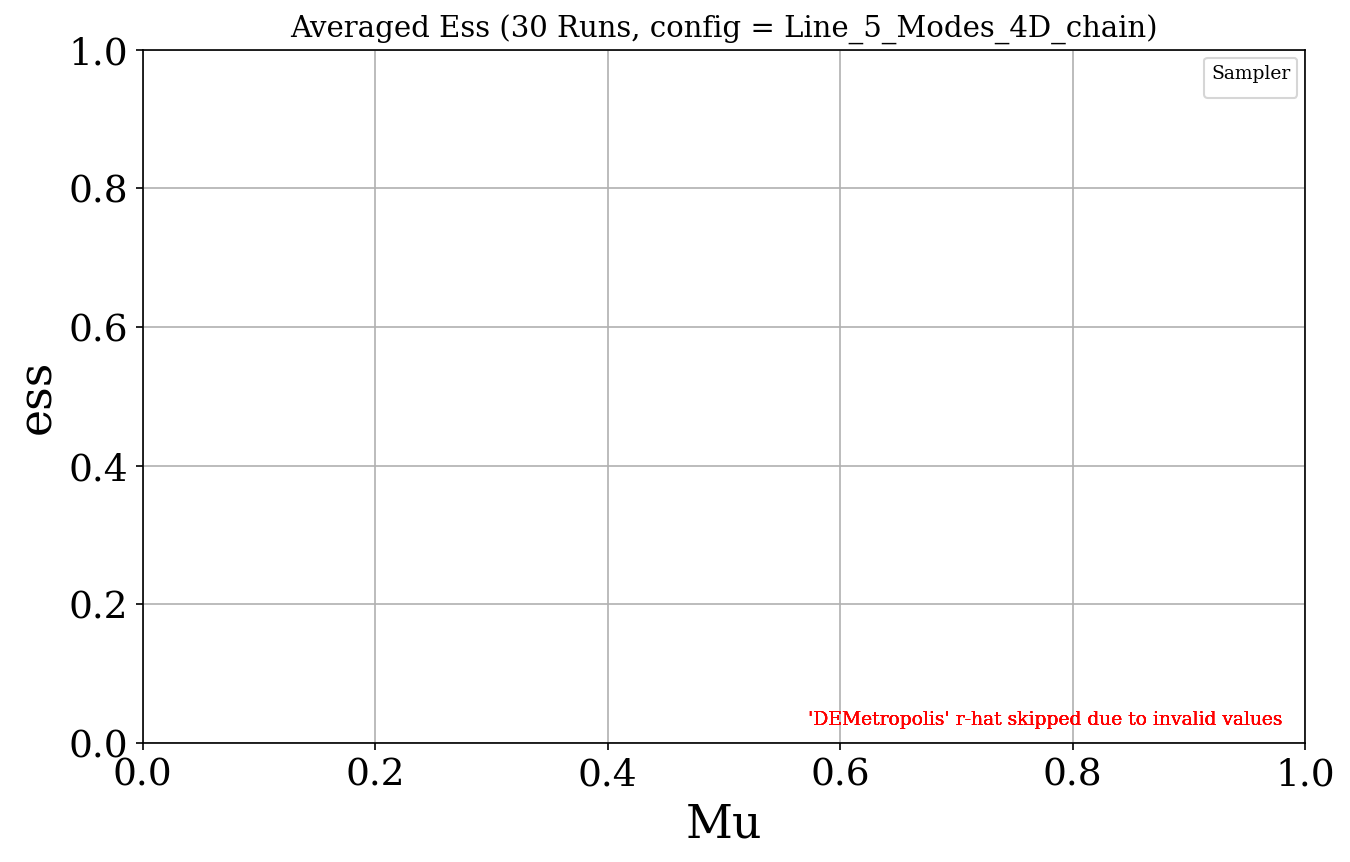 Averaged Ess (30 Runs, config = Line_5_Modes_4D_chain)
Sampler
1.0
0.8
0.6
0.4
0.2
0.0
ess
'DEMetropolis' r-hat skipped due to invalid values
0.0 0.2 0.4 0.6 0.8 1.0
Mu